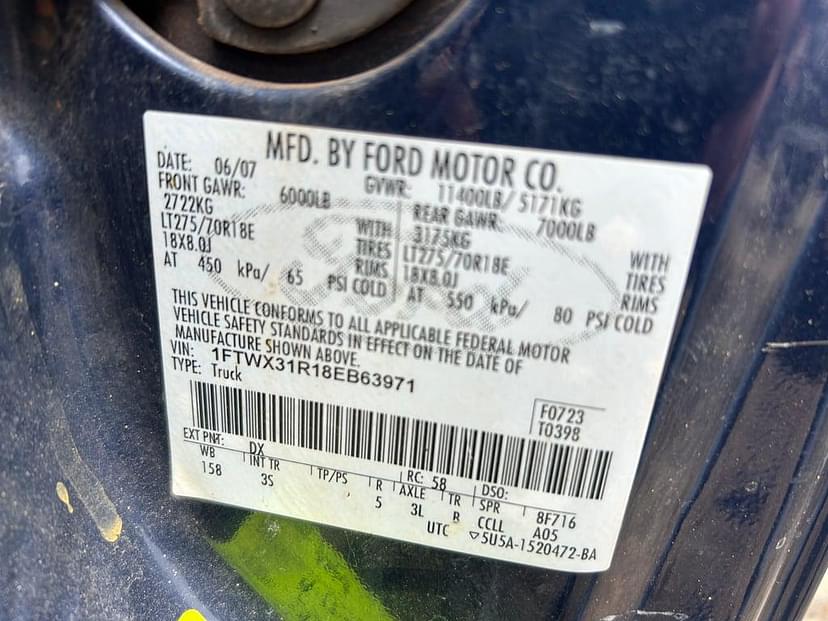 MFD. BY FORD MOTOR CO.
DATE: 06/07 GVWR: 11400LB/ 5171KG
FRONT GAWR: 6000LB REAR GAWR: 7000LB
2722KG WITH 3175KG WITH
LT275/70R18E TIRES LT275/70R18E TIRES
18X8.0J RIMS 18X8.0J RIMS
AT 450 kPa/ 65 PSI COLD AT 550 kPa/ 80 PSI COLD
THIS VEHICLE CONFORMS TO ALL APPLICABLE FEDERAL MOTOR
VEHICLE SAFETY STANDARDS IN EFFECT ON THE DATE OF
MANUFACTURE SHOWN ABOVE.
VIN: 1FTWX31R18EB63971
TYPE: Truck
F0723
T0398
EXT PNT: DX RC: 58 DSO:
WB INT TR TP/PS R AXLE TR SPR 8F716
158 3S 5 3L B CCLL A05
UTC ▽5U5A-1520472-BA